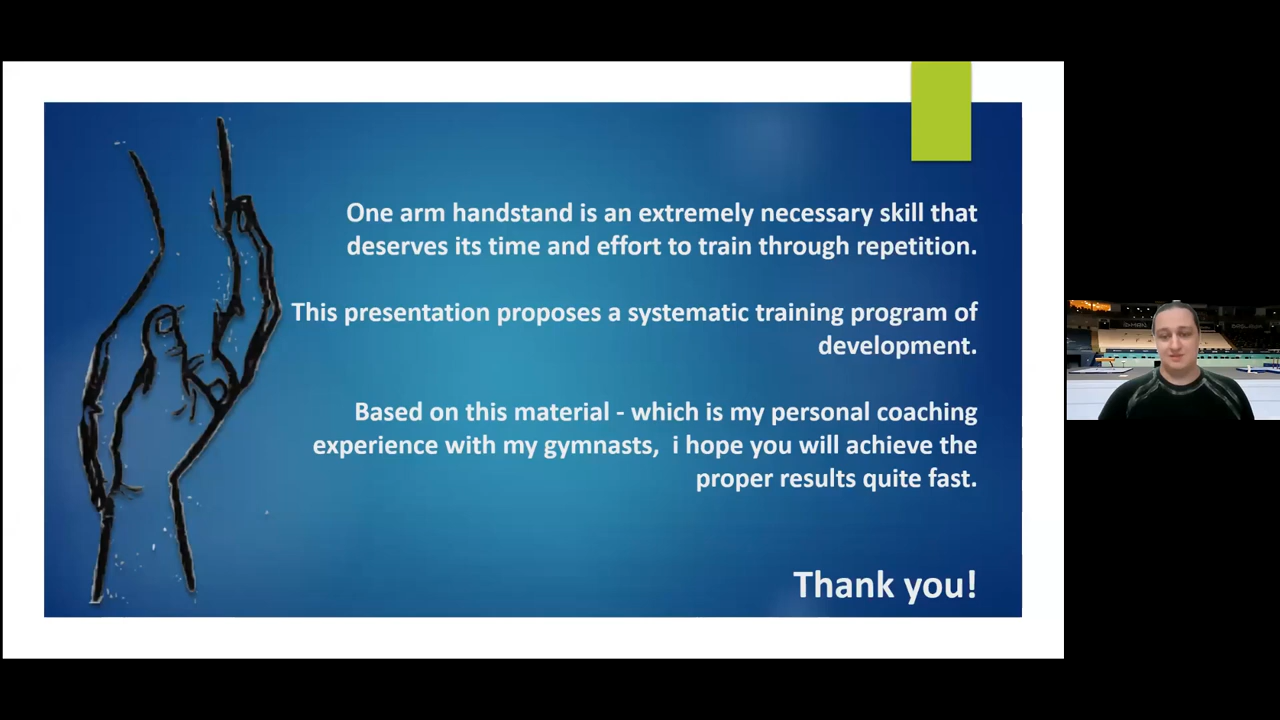 One arm handstand is an extremely necessary skill that
deserves its time and effort to train through repetition.
This presentation proposes a systematic training program of
development.
Based on this material - which is my personal coaching
experience with my gymnasts,  i hope you will achieve the
proper results quite fast.
Thank you!